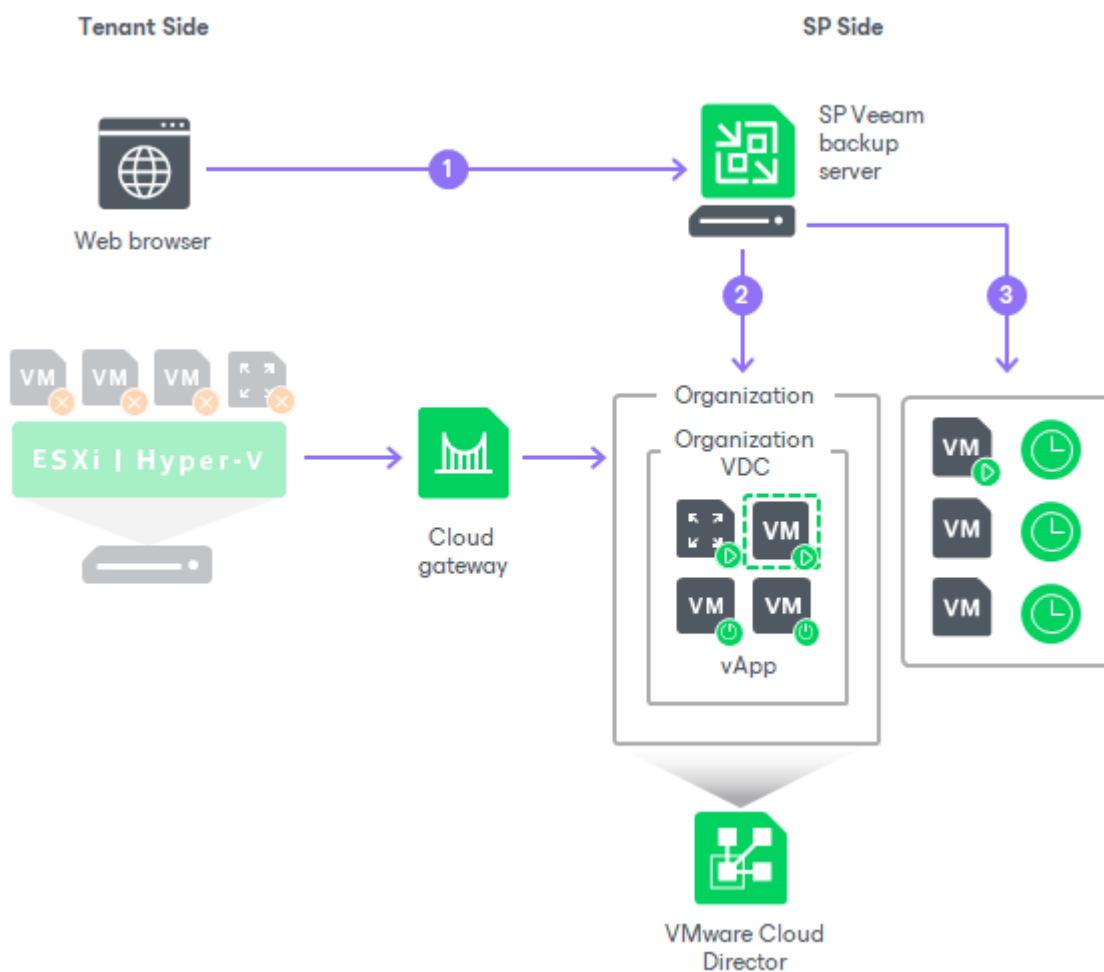 Tenant Side
SP Side
SP Veeam
backup
server
1
Web browser
2
3
VM
VM
VM
ESXi | Hyper-V
Cloud
gateway
Organization
Organization
VDC
VM
VM
VM
vApp
VM
VM
VM
VMware Cloud
Director